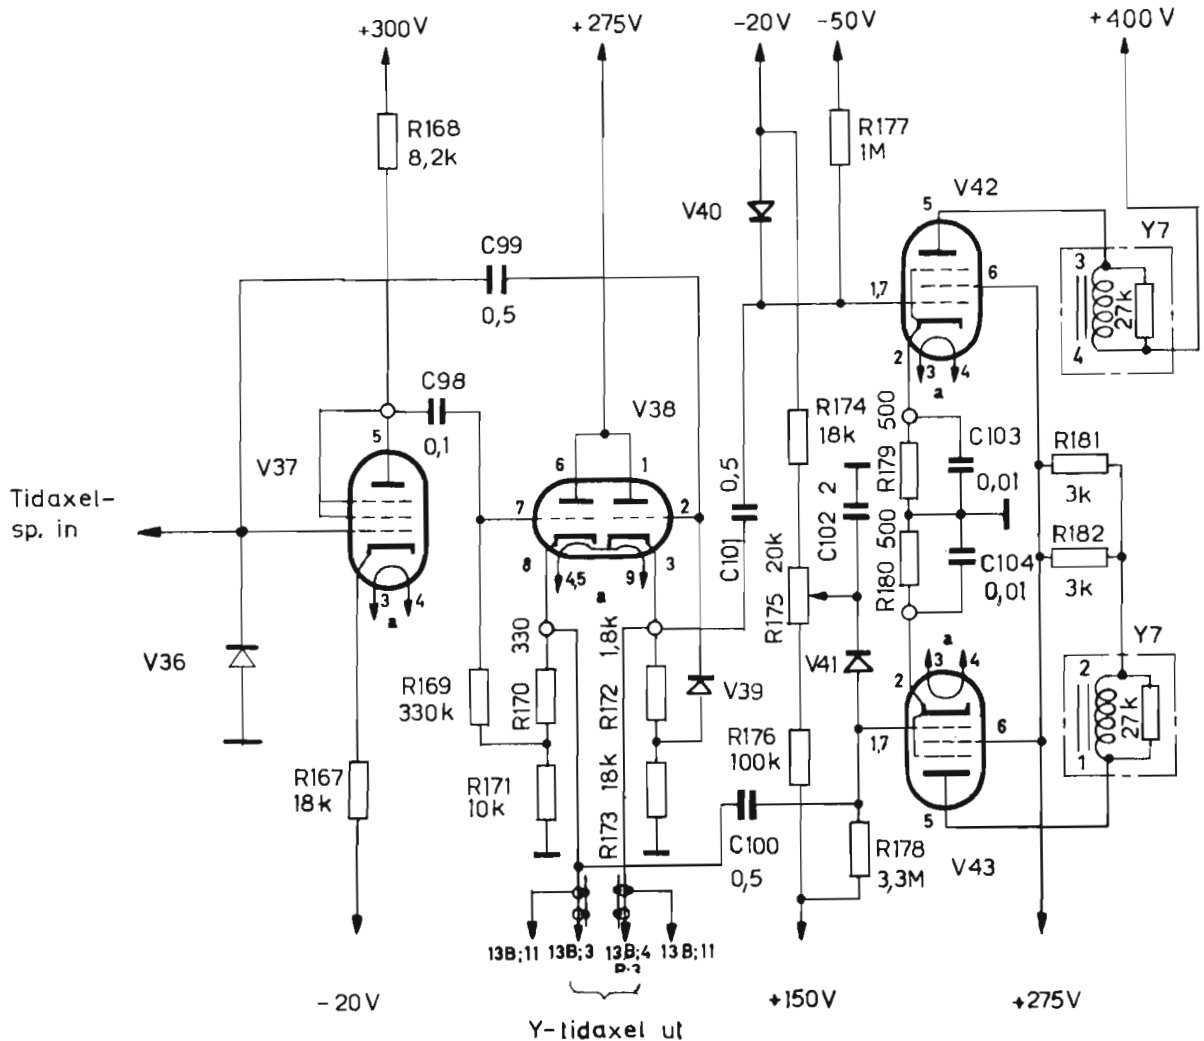 +300V
+275V
-20V
-50V
+400V
R168
8,2k
R177
1M
V42
V40
5
Y7
C99
0,5
1,7
6
3
27k
4
2
3
4
a
C98
0,1
V38
5
V37
6
1
R174
18k
500
C103
0,01
R179
R181
3k
Tidaxel-
sp. in
7
2
0,5
C101
2
C102
500
R182
3k
8
4,5
9
3
a
20k
R175
R180
C104
0,01
3
4
a
330
1,8k
V41
a
3
4
Y7
V36
R169
330k
R170
R172
V39
2
2
27k
1
R176
100k
1,7
6
R167
18k
R171
10k
18k
R173
C100
0,5
5
R178
3,3M
V43
13B;11
13B;3
13B;4
13B;11
-20V
+150V
+275V
Y-tidaxel ut